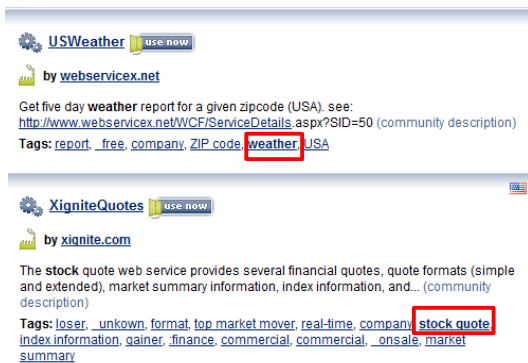 USWeather use now
by webservicex.net
Get five day weather report for a given zipcode (USA). see:
http://www.webservicex.net/WCF/ServiceDetails.aspx?SID=50 (community description)
Tags: report, _free, company, ZIP code, weather, USA
XigniteQuotes use now
by xignite.com
The stock quote web service provides several financial quotes, quote formats (simple
and extended), market summary information, index information, and... (community
description)
Tags: loser, _unkown, format, top market mover, real-time, company, stock quote,
index information, gainer, :finance, commercial, commercial, _onsale, market
summary